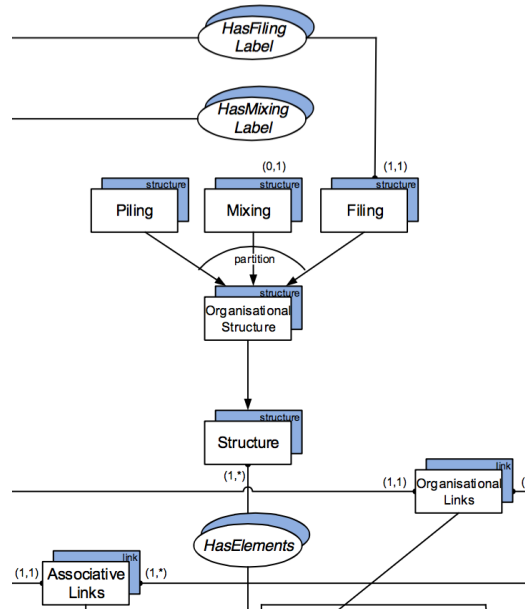 HasFiling
Label
HasMixing
Label
(0,1)
(1,1)
structure
structure
structure
Piling
Mixing
Filing
partition
structure
Organisational
Structure
structure
Structure
(1,*)
(1,1)
link
(
Organisational
Links
HasElements
link
(1,1)
Associative
Links
(1,*)